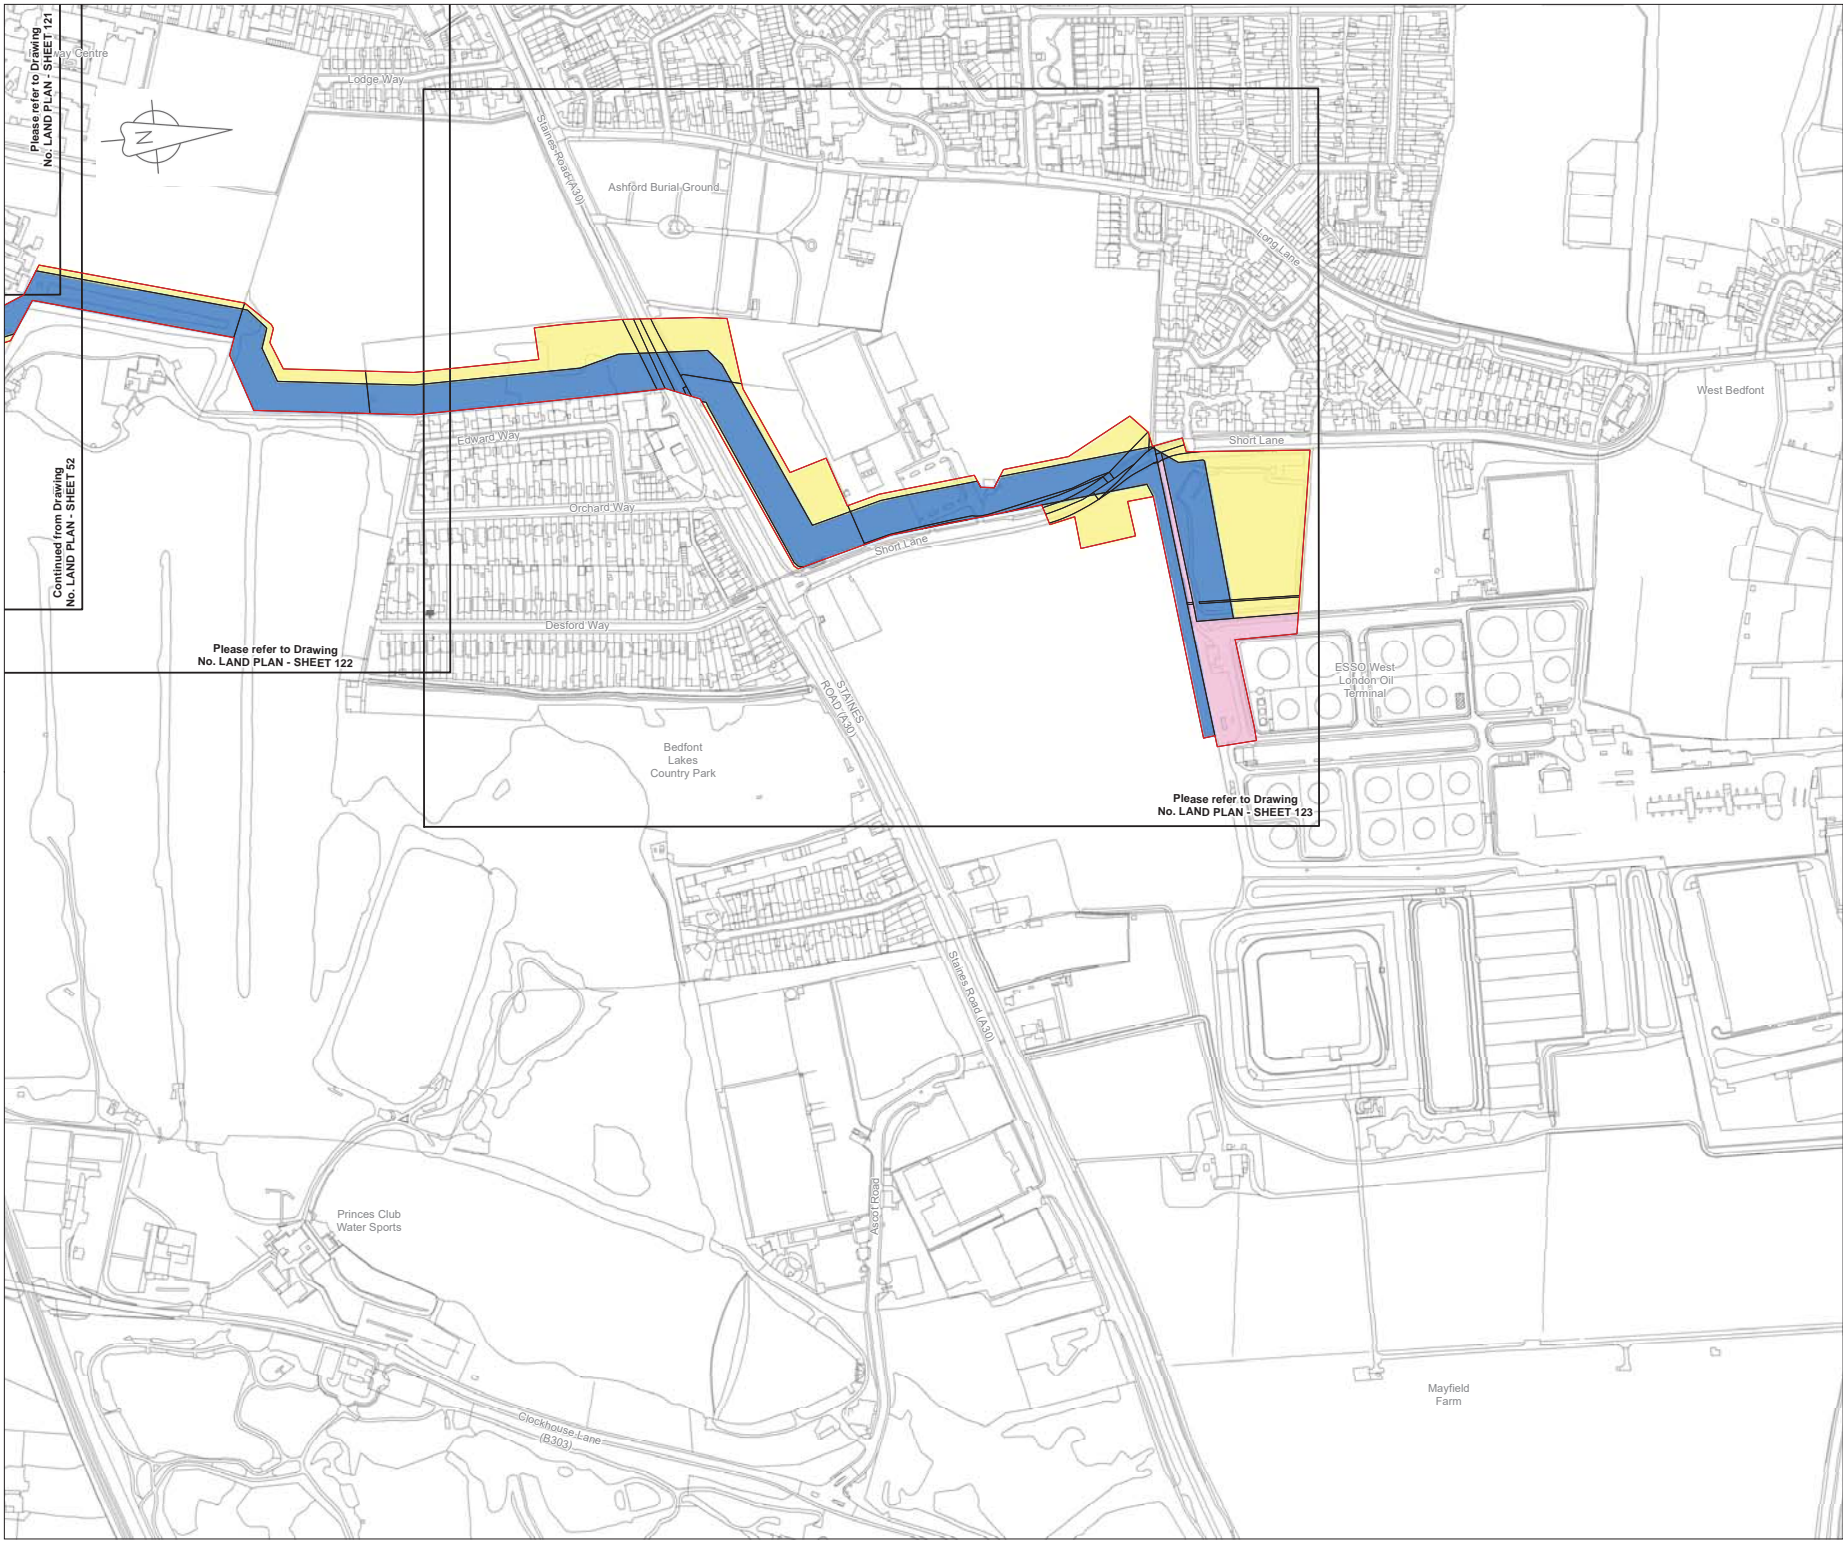 Please refer to Drawing
No. LAND PLAN - SHEET 121
way Centre
Lodge Way
N
Staines Road (A30)
Ashford Burial Ground
Long Lane
West Bedfont
Short Lane
Edward Way
Continued from Drawing
No. LAND PLAN - SHEET 52
Orchard Way
Short Lane
Desford Way
Please refer to Drawing
No. LAND PLAN - SHEET 122
ESSO West
London Oil
Terminal
STAINES
ROAD (A30)
Bedfont
Lakes
Country Park
Please refer to Drawing
No. LAND PLAN - SHEET 123
Staines Road (A30)
Ascot Road
Princes Club
Water Sports
Mayfield
Farm
Clockhouse Lane
(B303)